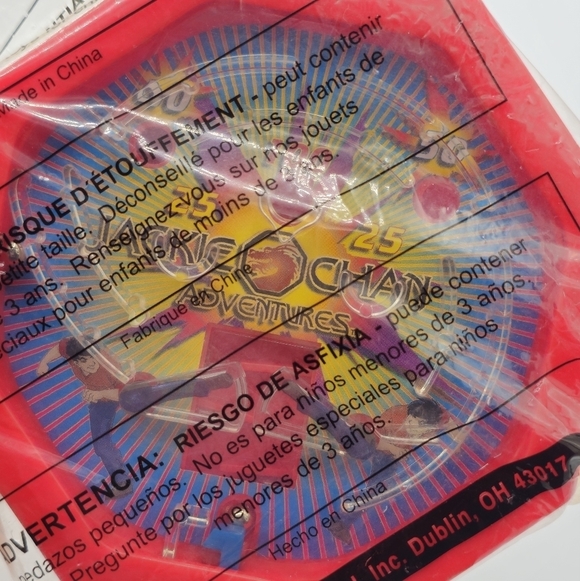 Made in China
RISQUE D'ÉTOUFFEMENT - peut contenir
petite taille. Déconseillé pour les enfants de
3 ans. Renseignez-vous sur nos jouets
spéciaux pour enfants de moins de 3 ans.
Fabrique en Chine
50
25
25
JACKIE CHAN
ADVENTURES
ADVERTENCIA: RIESGO DE ASFIXIA - puede contener
pedazos pequeños. No es para niños menores de 3 años.
Pregunte por los juguetes especiales para niños
menores de 3 años.
Hecho en China
Inc. Dublin, OH 43017